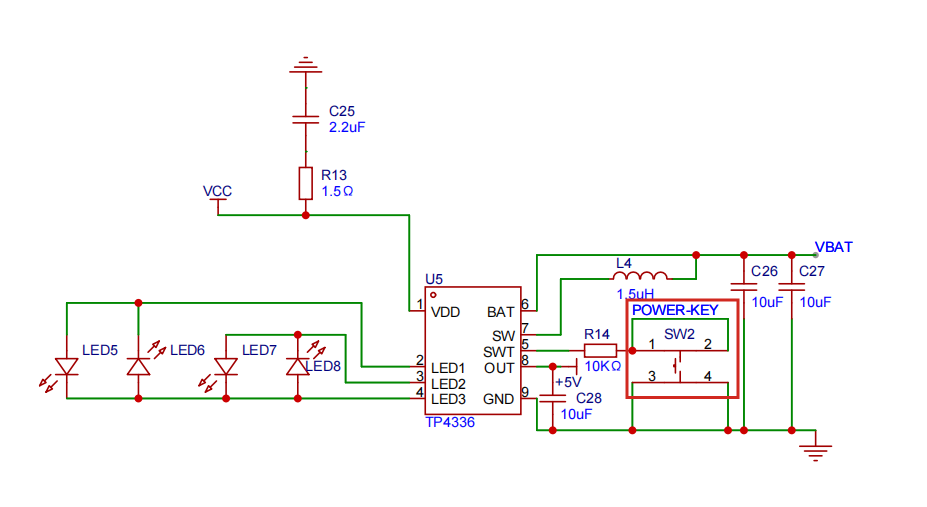 C25
2.2uF
R13
1.5Ω
VCC
VBAT
L4
C26
C27
U5
1.5uH
10uF
10uF
1
VDD
BAT
6
POWER-KEY
SW
7
R14
SW2
LED5
LED6
LED7
LED8
SWT
5
1
2
2
LED1
OUT
8
10KΩ
3
LED2
+5V
3
4
4
LED3
GND
9
C28
10uF
TP4336